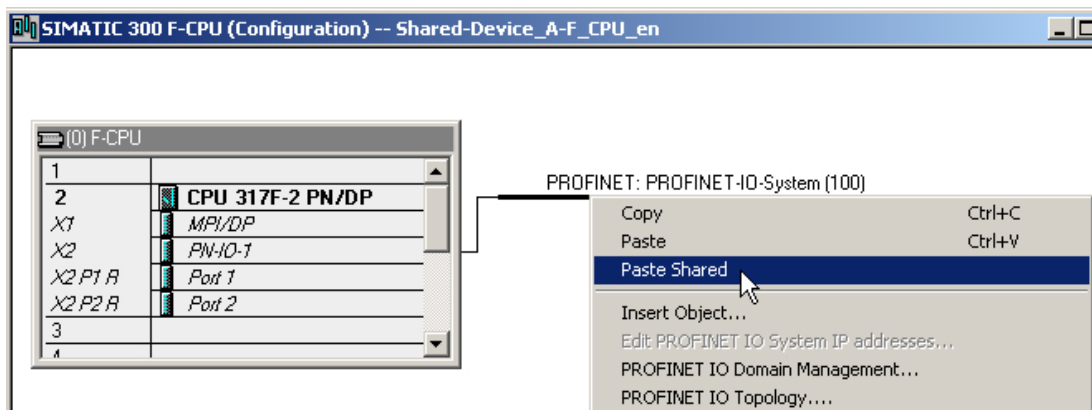 SIMATIC 300 F-CPU (Configuration) -- Shared-Device_A-F_CPU_en
(0) F-CPU
1
2 CPU 317F-2 PN/DP
X1 MPI/DP
X2 PN-IO-1
X2 P1 R Port 1
X2 P2 R Port 2
3
4
PROFINET: PROFINET-IO-System (100)
Copy Ctrl+C
Paste Ctrl+V
Paste Shared
Insert Object...
Edit PROFINET IO System IP addresses...
PROFINET IO Domain Management...
PROFINET IO Topology....